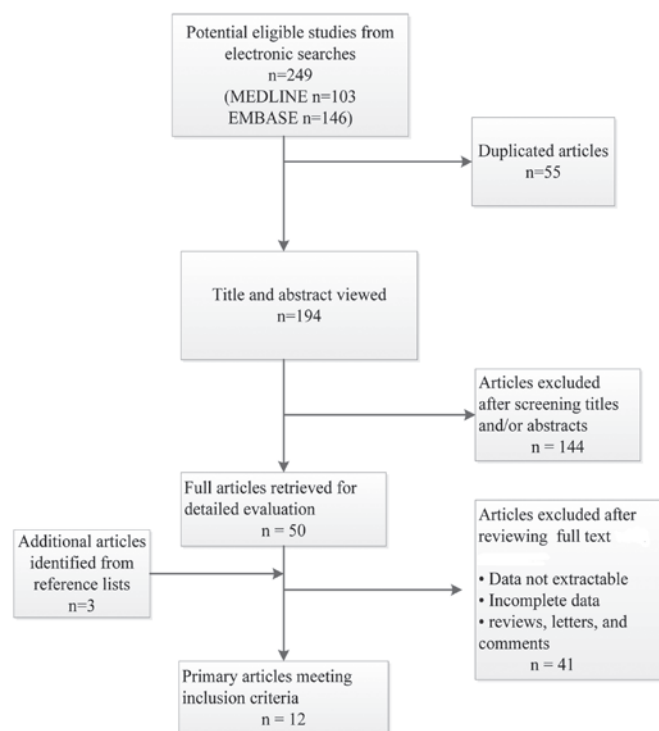 Potential eligible studies from
electronic searches
n=249
(MEDLINE n=103
EMBASE n=146)
Duplicated articles
n=55
Title and abstract viewed
n=194
Articles excluded
after screening titles
and/or abstracts
n = 144
Full articles retrieved for
detailed evaluation
n = 50
Additional articles
identified from
reference lists
n=3
Articles excluded after
reviewing full text
• Data not extractable
• Incomplete data
• reviews, letters, and
comments
n = 41
Primary articles meeting
inclusion criteria
n = 12